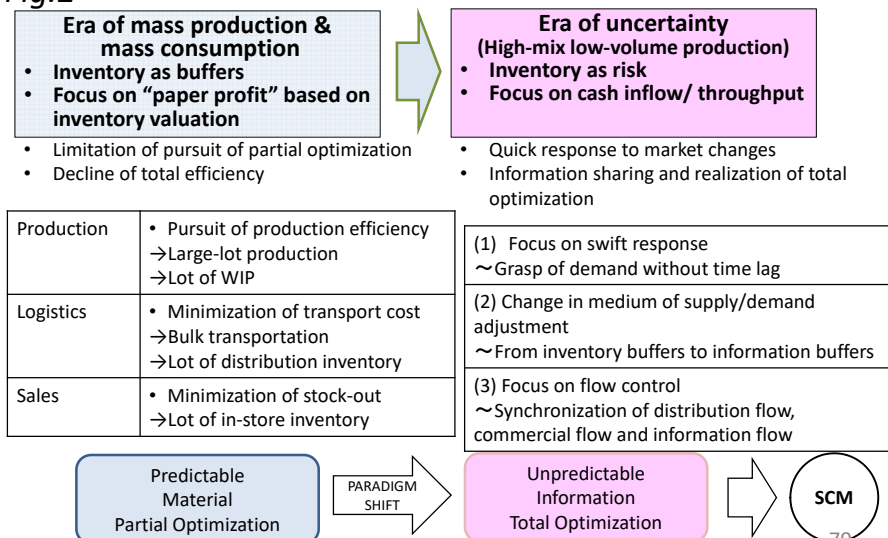 Era of mass production &
mass consumption
• Inventory as buffers
• Focus on “paper profit” based on
inventory valuation
Era of uncertainty
(High-mix low-volume production)
• Inventory as risk
• Focus on cash inflow/ throughput
• Limitation of pursuit of partial optimization
• Decline of total efficiency
• Quick response to market changes
• Information sharing and realization of total
optimization
Production
• Pursuit of production efficiency
→Large-lot production
→Lot of WIP
Logistics
• Minimization of transport cost
→Bulk transportation
→Lot of distribution inventory
Sales
• Minimization of stock-out
→Lot of in-store inventory
(1) Focus on swift response
～Grasp of demand without time lag
(2) Change in medium of supply/demand
adjustment
～From inventory buffers to information buffers
(3) Focus on flow control
～Synchronization of distribution flow,
commercial flow and information flow
Predictable
Material
Partial Optimization
PARADIGM
SHIFT
Unpredictable
Information
Total Optimization
SCM